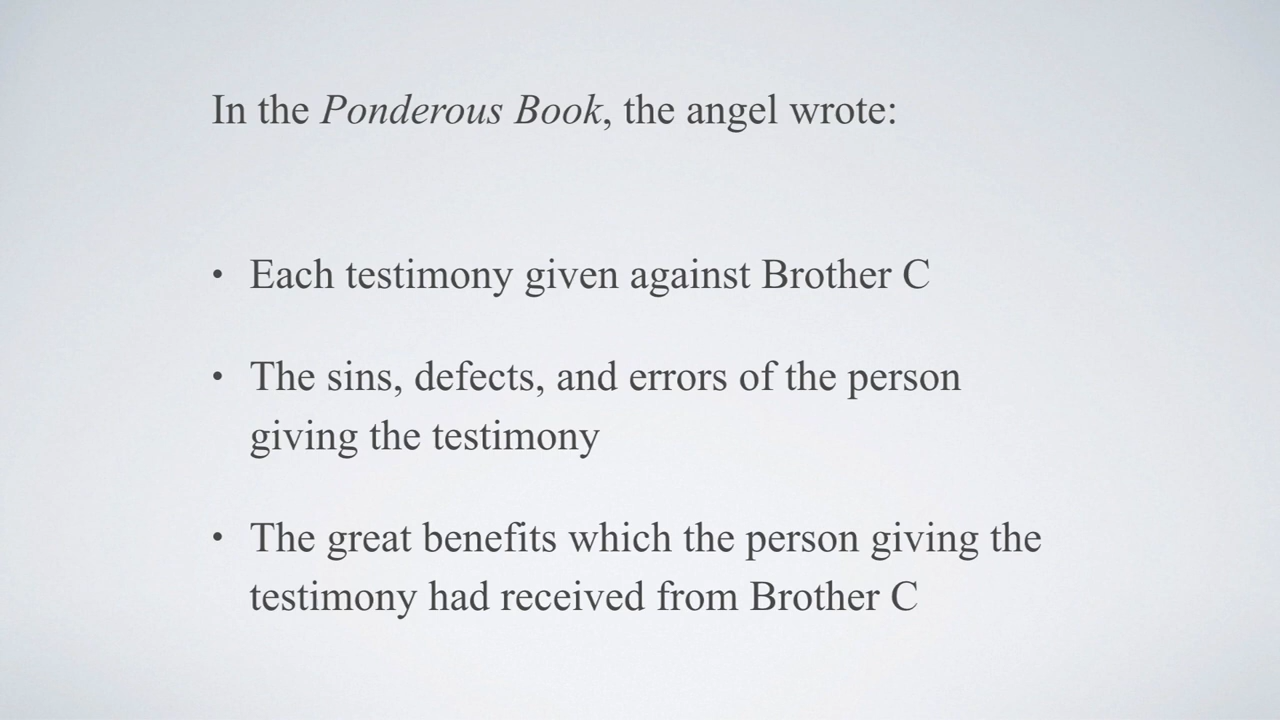 In the Ponderous Book, the angel wrote:
• Each testimony given against Brother C
• The sins, defects, and errors of the person
giving the testimony
• The great benefits which the person giving the
testimony had received from Brother C